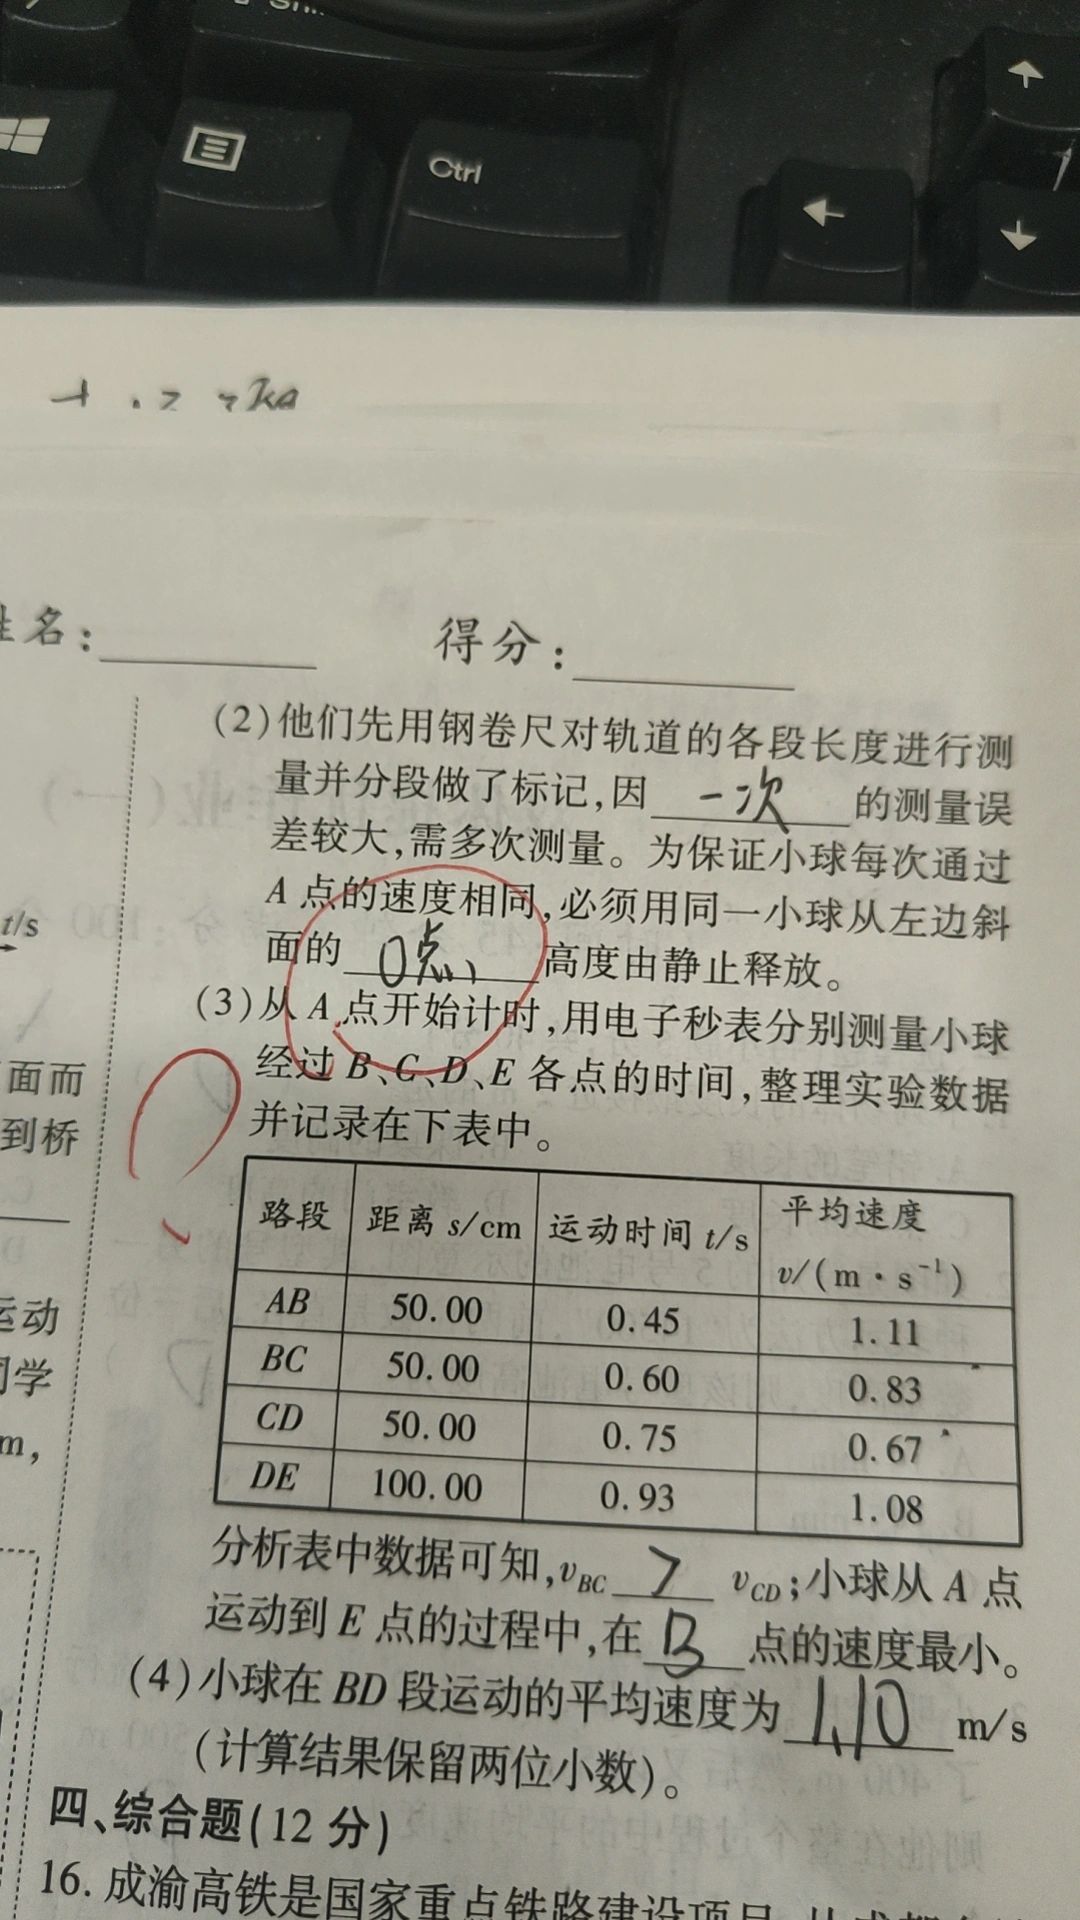 Ctrl
姓名：
得分：
(2)他们先用钢卷尺对轨道的各段长度进行测
量并分段做了标记,因 一次 的测量误
差较大,需多次测量。为保证小球每次通过
A 点的速度相同,必须用同一小球从左边斜
面的 0点 高度由静止释放。
t/s
(3)从 A 点开始计时,用电子秒表分别测量小球
经过 B、C、D、E 各点的时间,整理实验数据
并记录在下表中。
面而
到桥
路段 距离 s/cm 运动时间 t/s 平均速度 v/(m·s⁻¹)
AB 50.00 0.45 1.11
BC 50.00 0.60 0.83
CD 50.00 0.75 0.67
DE 100.00 0.93 1.08
运动
同学
m,
分析表中数据可知,vBC > vCD;小球从 A 点
运动到 E 点的过程中,在 B 点的速度最小。
(4)小球在 BD 段运动的平均速度为 1.10 m/s
(计算结果保留两位小数)。
四、综合题(12 分)
16. 成渝高铁是国家重点铁路建设项目